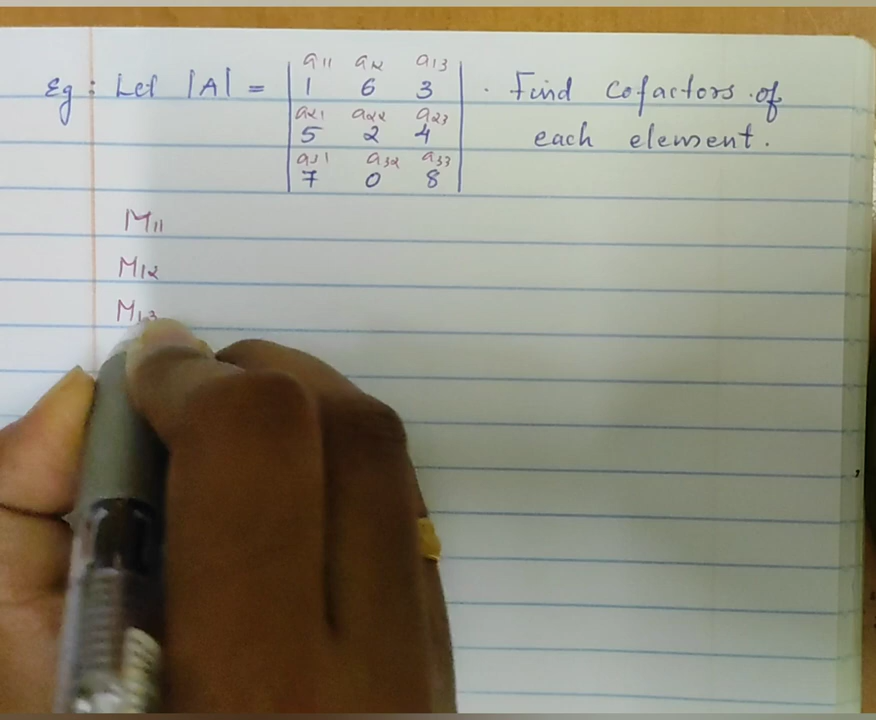 a11 a12 a13
Eg : Let |A| = | 1 6 3 | . Find cofactors of
a21 a22 a23
5 2 4 each element.
a31 a32 a33
7 0 8
M11
M12
M13